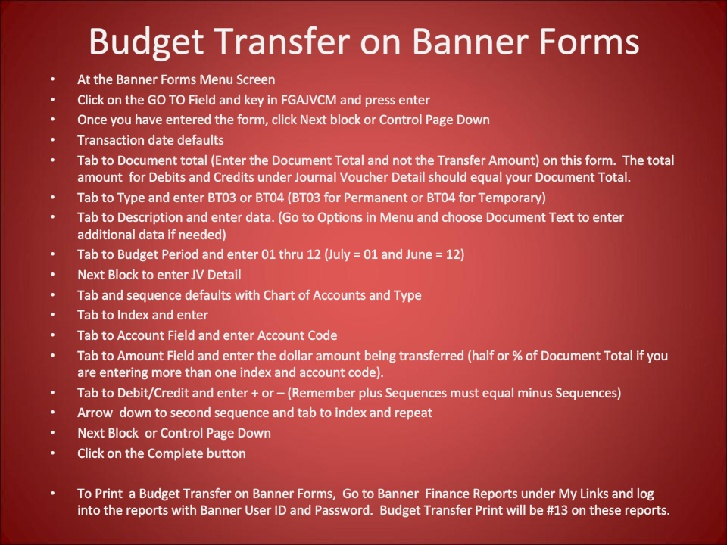 Budget Transfer on Banner Forms
• At the Banner Forms Menu Screen
• Click on the GO TO Field and key in FGAJVCM and press enter
• Once you have entered the form, click Next block or Control Page Down
• Transaction date defaults
• Tab to Document total (Enter the Document Total and not the Transfer Amount) on this form. The total
amount for Debits and Credits under Journal Voucher Detail should equal your Document Total.
• Tab to Type and enter BT03 or BT04 (BT03 for Permanent or BT04 for Temporary)
• Tab to Description and enter data. (Go to Options in Menu and choose Document Text to enter
additional data if needed)
• Tab to Budget Period and enter 01 thru 12 (July = 01 and June = 12)
• Next Block to enter JV Detail
• Tab and sequence defaults with Chart of Accounts and Type
• Tab to Index and enter
• Tab to Account Field and enter Account Code
• Tab to Amount Field and enter the dollar amount being transferred (half or % of Document Total if you
are entering more than one index and account code).
• Tab to Debit/Credit and enter + or – (Remember plus Sequences must equal minus Sequences)
• Arrow down to second sequence and tab to Index and repeat
• Next Block or Control Page Down
• Click on the Complete button
• To Print a Budget Transfer on Banner Forms, Go to Banner Finance Reports under My Links and log
into the reports with Banner User ID and Password. Budget Transfer Print will be #13 on these reports.